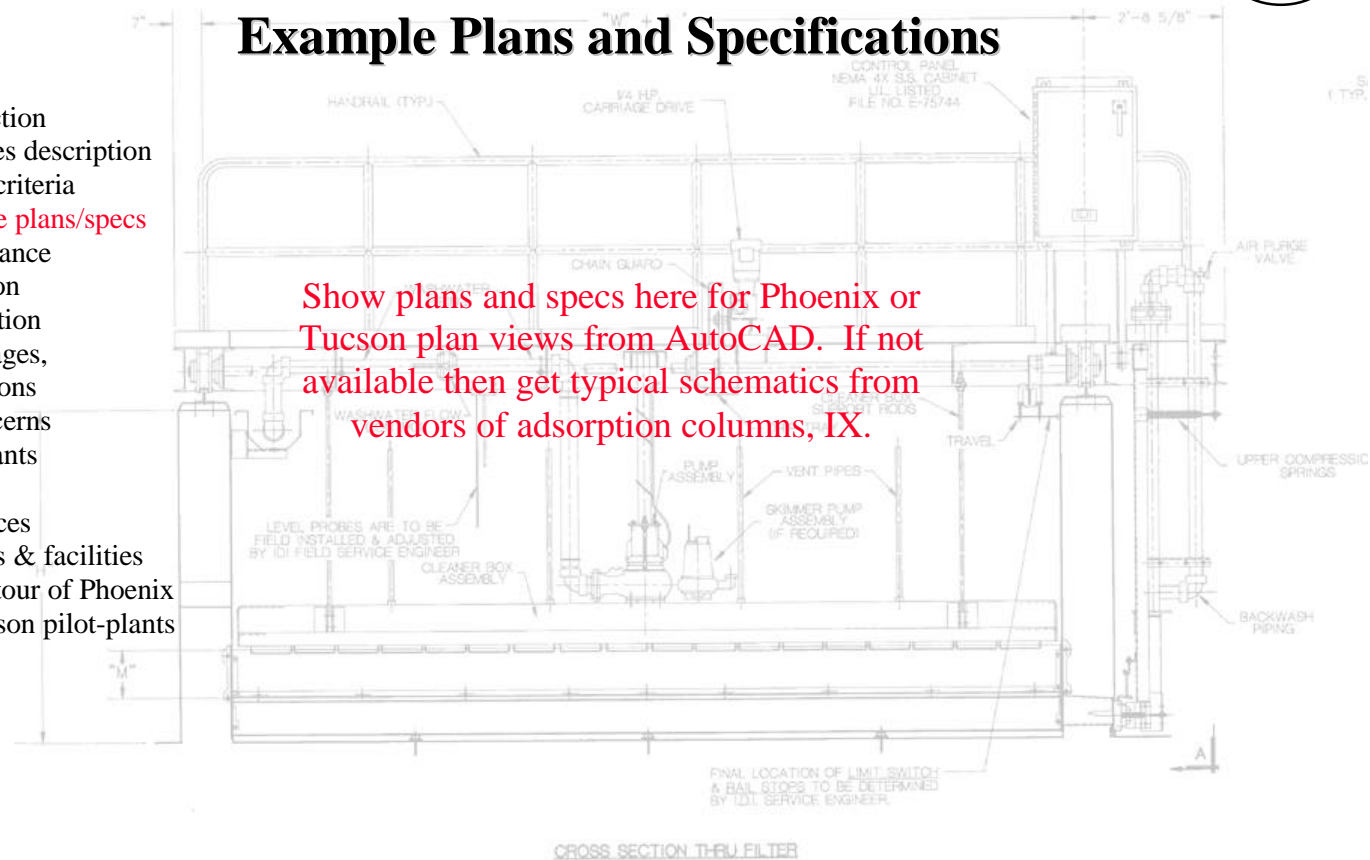 7"
"W"
2'-8 5/8"
Example Plans and Specifications
CONTROL PANEL
NEMA 4X S.S. CABINET
U.L. LISTED
FILE NO. E-75744
HANDRAIL (TYP.)
1/4 H.P.
CARRIAGE DRIVE
ction
es description
criteria
e plans/specs
ance
on
tion
ges,
ons
cerns
ants
ces
s & facilities
tour of Phoenix
son pilot-plants
AIR PURGE
VALVE
CHAIN GUARD
WASHWATER
Show plans and specs here for Phoenix or
Tucson plan views from AutoCAD. If not
available then get typical schematics from
vendors of adsorption columns, IX.
WASHWATER FLOW
CLEANER BOX
SUPPORT RODS
TRAVEL
UPPER COMPRESSIO
SPRINGS
PUMP
ASSEMBLY
VENT PIPES
SKIMMER PUMP
ASSEMBLY
(IF REQUIRED)
LEVEL PROBES ARE TO BE
FIELD INSTALLED & ADJUSTED
BY IDI FIELD SERVICE ENGINEER
CLEANER BOX
ASSEMBLY
H
BACKWASH
PIPING
"M"
A
FINAL LOCATION OF LIMIT SWITCH
& RAIL STOPS TO BE DETERMINED
BY I.D.I. SERVICE ENGINEER.
CROSS SECTION THRU FILTER